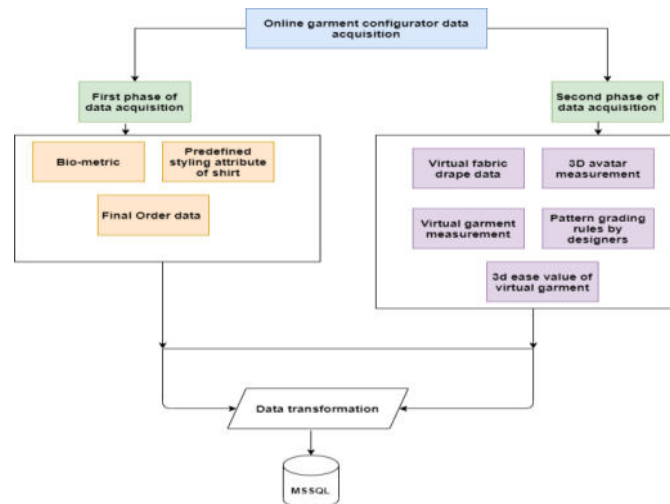 Online garment configurator data
acquisition
First phase of
data acquisition
Second phase of
data acquisition
Bio-metric
Predefined
styling attribute
of shirt
Final Order data
Virtual fabric
drape data
3D avatar
measurement
Virtual garment
measurement
Pattern grading
rules by
designers
3d ease value of
virtual garment
Data transformation
MSSQL